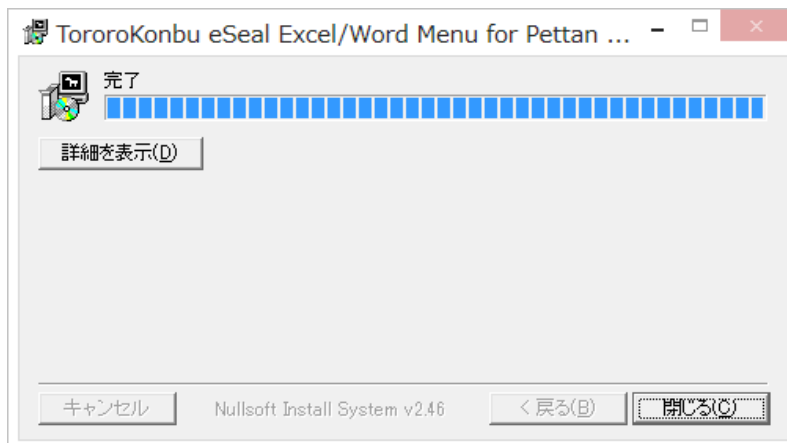 TororoKonbu eSeal Excel/Word Menu for Pettan ...
完了
詳細を表示(D)
キャンセル
Nullsoft Install System v2.46
< 戻る(B)
閉じる(C)